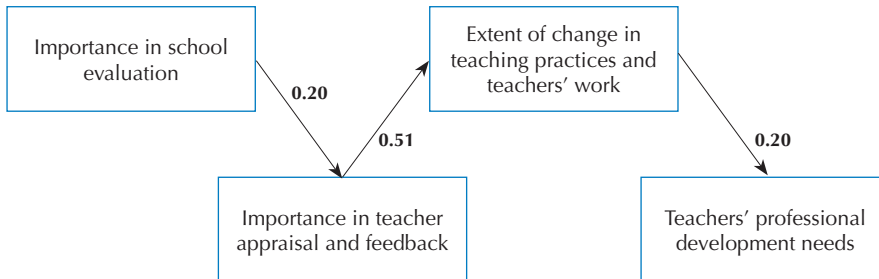 Importance in school
evaluation
Extent of change in
teaching practices and
teachers’ work
0.20
0.51
0.20
Importance in teacher
appraisal and feedback
Teachers’ professional
development needs